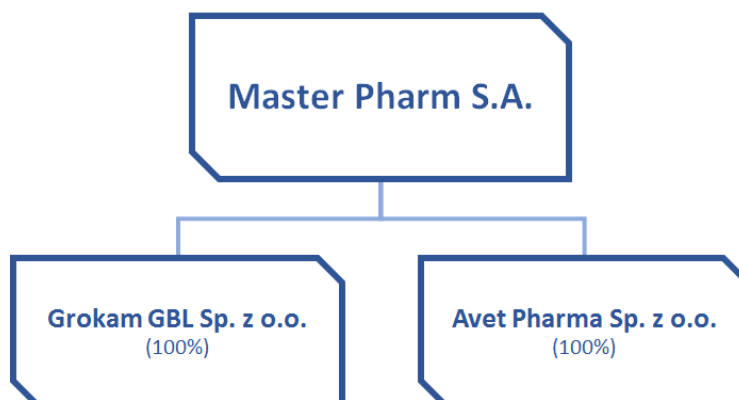 Master Pharm S.A.
Grokam GBL Sp. z o.o.
(100%)
Avet Pharma Sp. z o.o.
(100%)